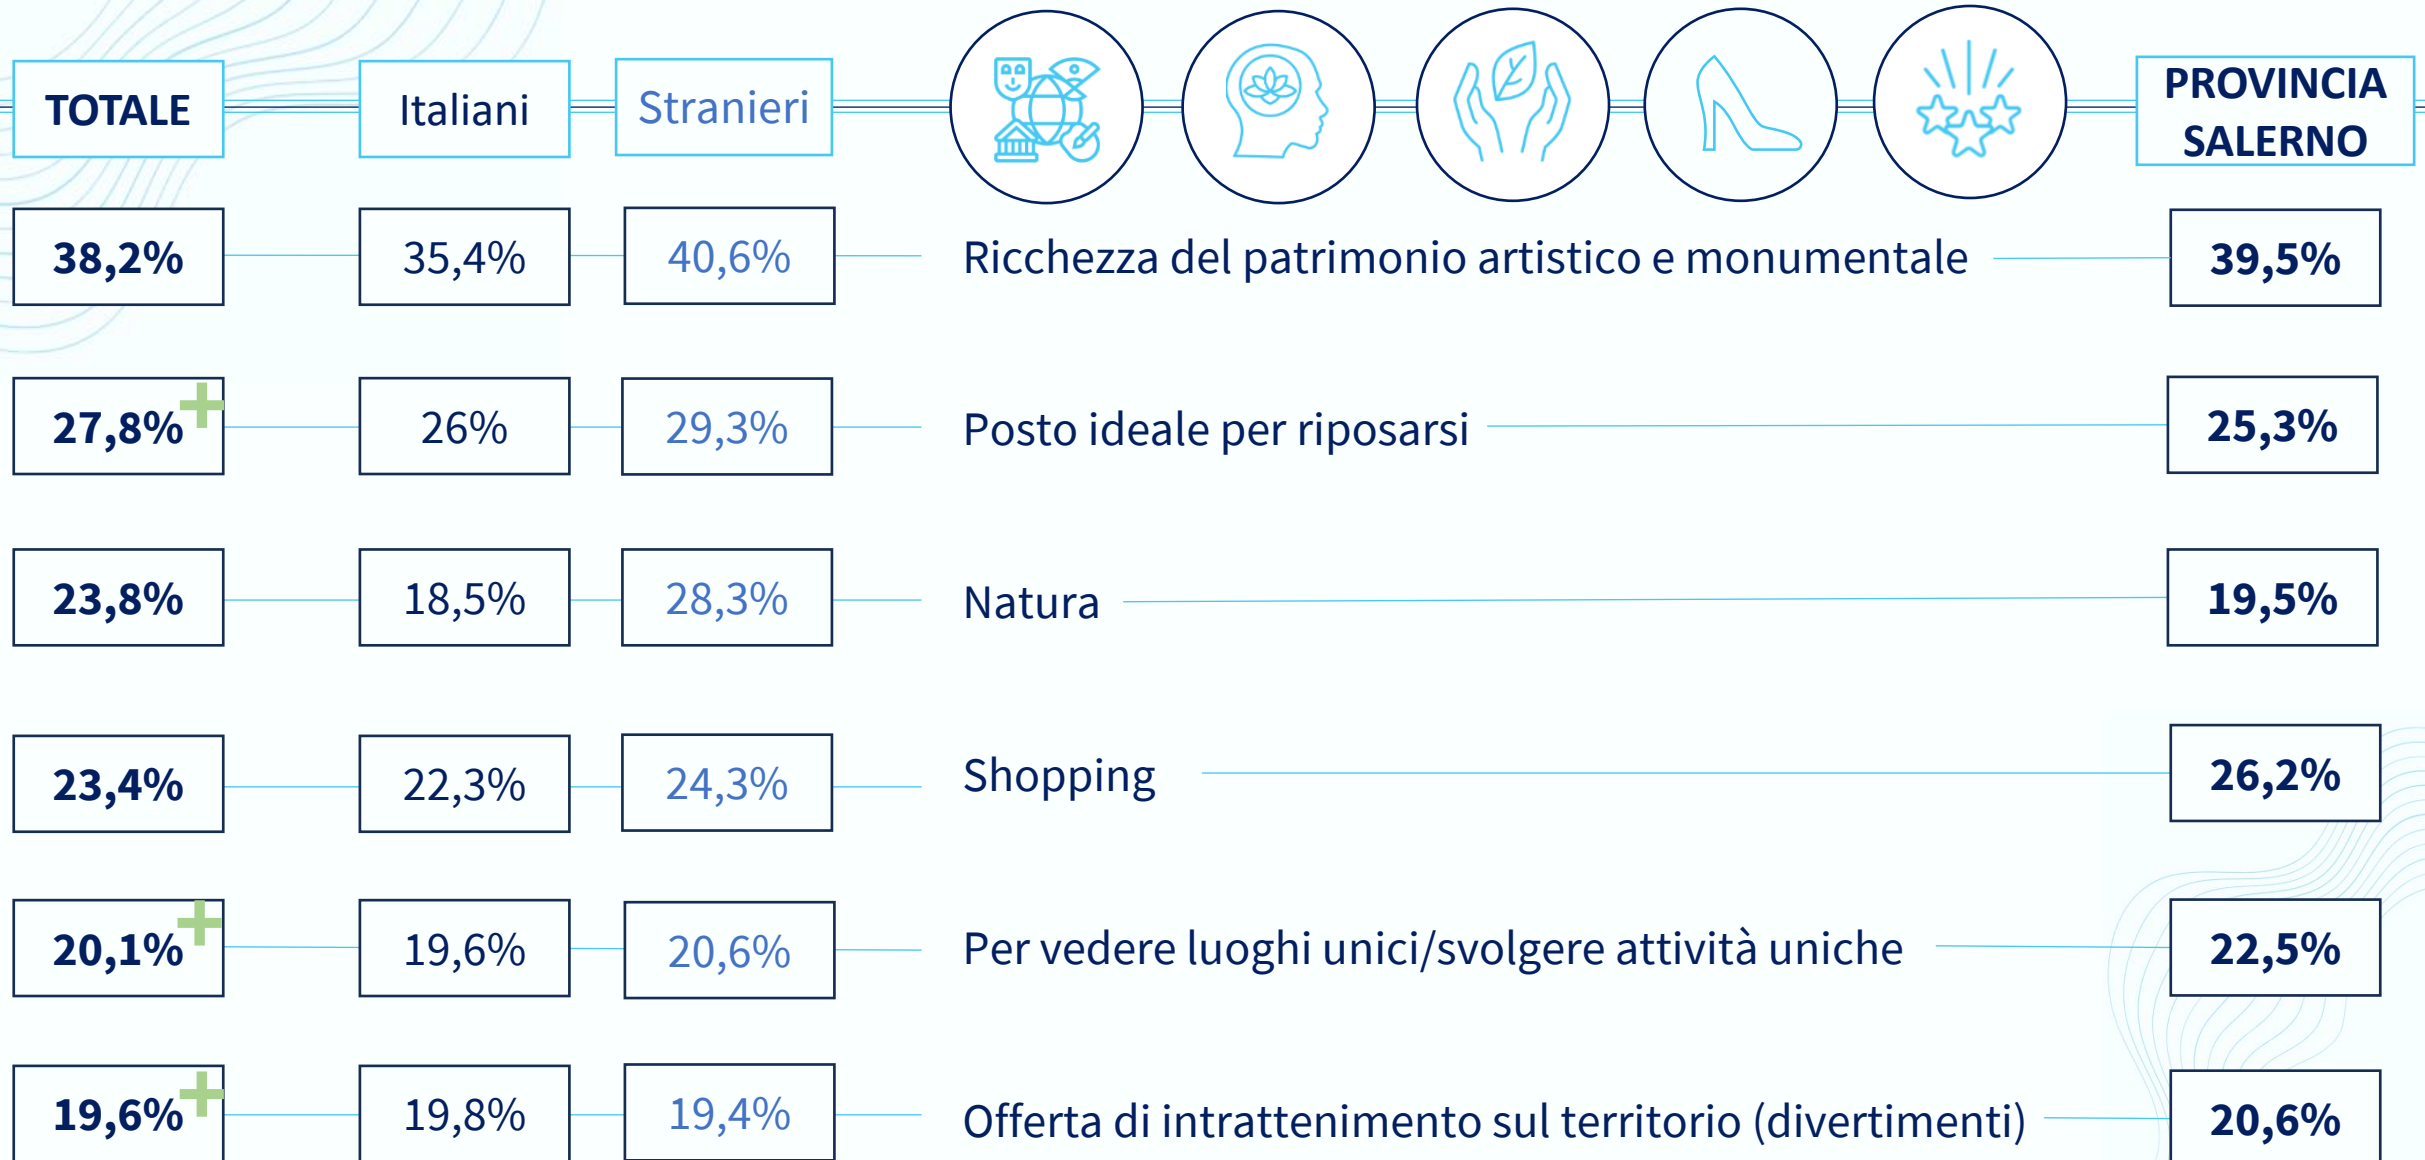 TOTALE Italiani Stranieri PROVINCIA
SALERNO
38,2% 35,4% 40,6% Ricchezza del patrimonio artistico e monumentale 39,5%
27,8% + 26% 29,3% Posto ideale per riposarsi 25,3%
23,8% 18,5% 28,3% Natura 19,5%
23,4% 22,3% 24,3% Shopping 26,2%
20,1% + 19,6% 20,6% Per vedere luoghi unici/svolgere attività uniche 22,5%
19,6% + 19,8% 19,4% Offerta di intrattenimento sul territorio (divertimenti) 20,6%